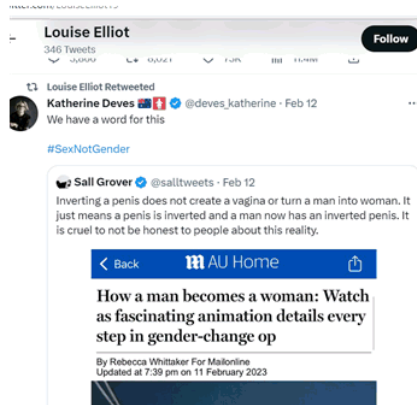 Louise Elliot
346 Tweets
Follow
Louise Elliot Retweeted
Katherine Deves @deves_katherine · Feb 12
We have a word for this
#SexNotGender
Sall Grover @salltweets · Feb 12
Inverting a penis does not create a vagina or turn a man into woman. It
just means a penis is inverted and a man now has an inverted penis. It
is cruel to not be honest to people about this reality.
Back
m AU Home
How a man becomes a woman: Watch
as fascinating animation details every
step in gender-change op
By Rebecca Whittaker For Mailonline
Updated at 7:39 pm on 11 February 2023